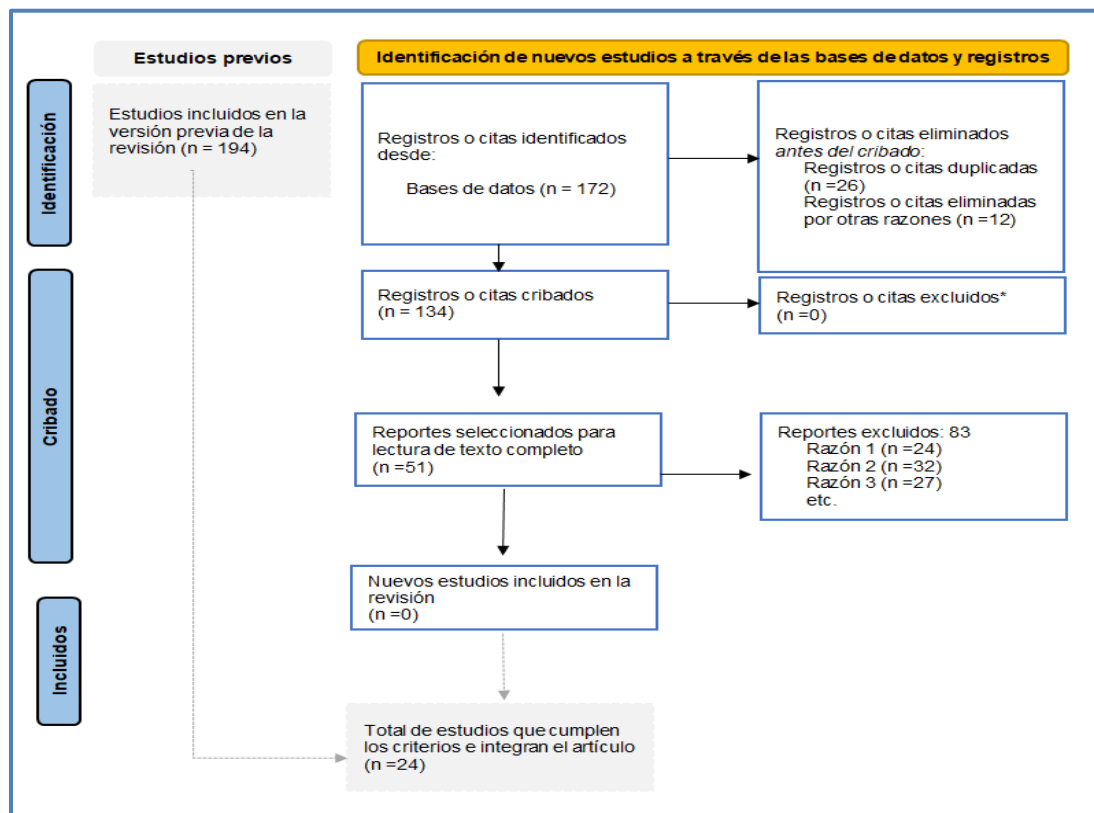 Estudios previos
Identificación de nuevos estudios a través de las bases de datos y registros
Identificación
Estudios incluidos en la
versión previa de la
revisión (n = 194)
Registros o citas identificados
desde:
Bases de datos (n = 172)
Registros o citas eliminados
antes del cribado:
Registros o citas duplicadas
(n =26)
Registros o citas eliminadas
por otras razones (n =12)
Cribado
Registros o citas cribados
(n = 134)
Registros o citas excluidos*
(n =0)
Reportes seleccionados para
lectura de texto completo
(n =51)
Reportes excluidos: 83
Razón 1 (n =24)
Razón 2 (n =32)
Razón 3 (n =27)
etc.
Incluidos
Nuevos estudios incluidos en la
revisión
(n =0)
Total de estudios que cumplen
los criterios e integran el artículo
(n =24)